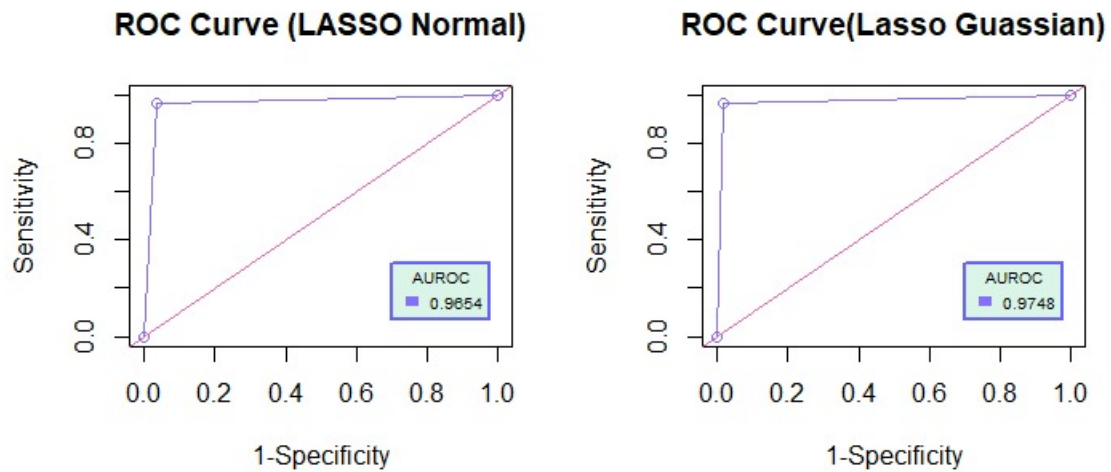 ROC Curve (LASSO Normal)
Sensitivity
0.8
0.4
0.0
AUROC
0.9654
0.0 0.2 0.4 0.6 0.8 1.0
1-Specificity
ROC Curve(Lasso Guassian)
Sensitivity
0.8
0.4
0.0
AUROC
0.9748
0.0 0.2 0.4 0.6 0.8 1.0
1-Specificity